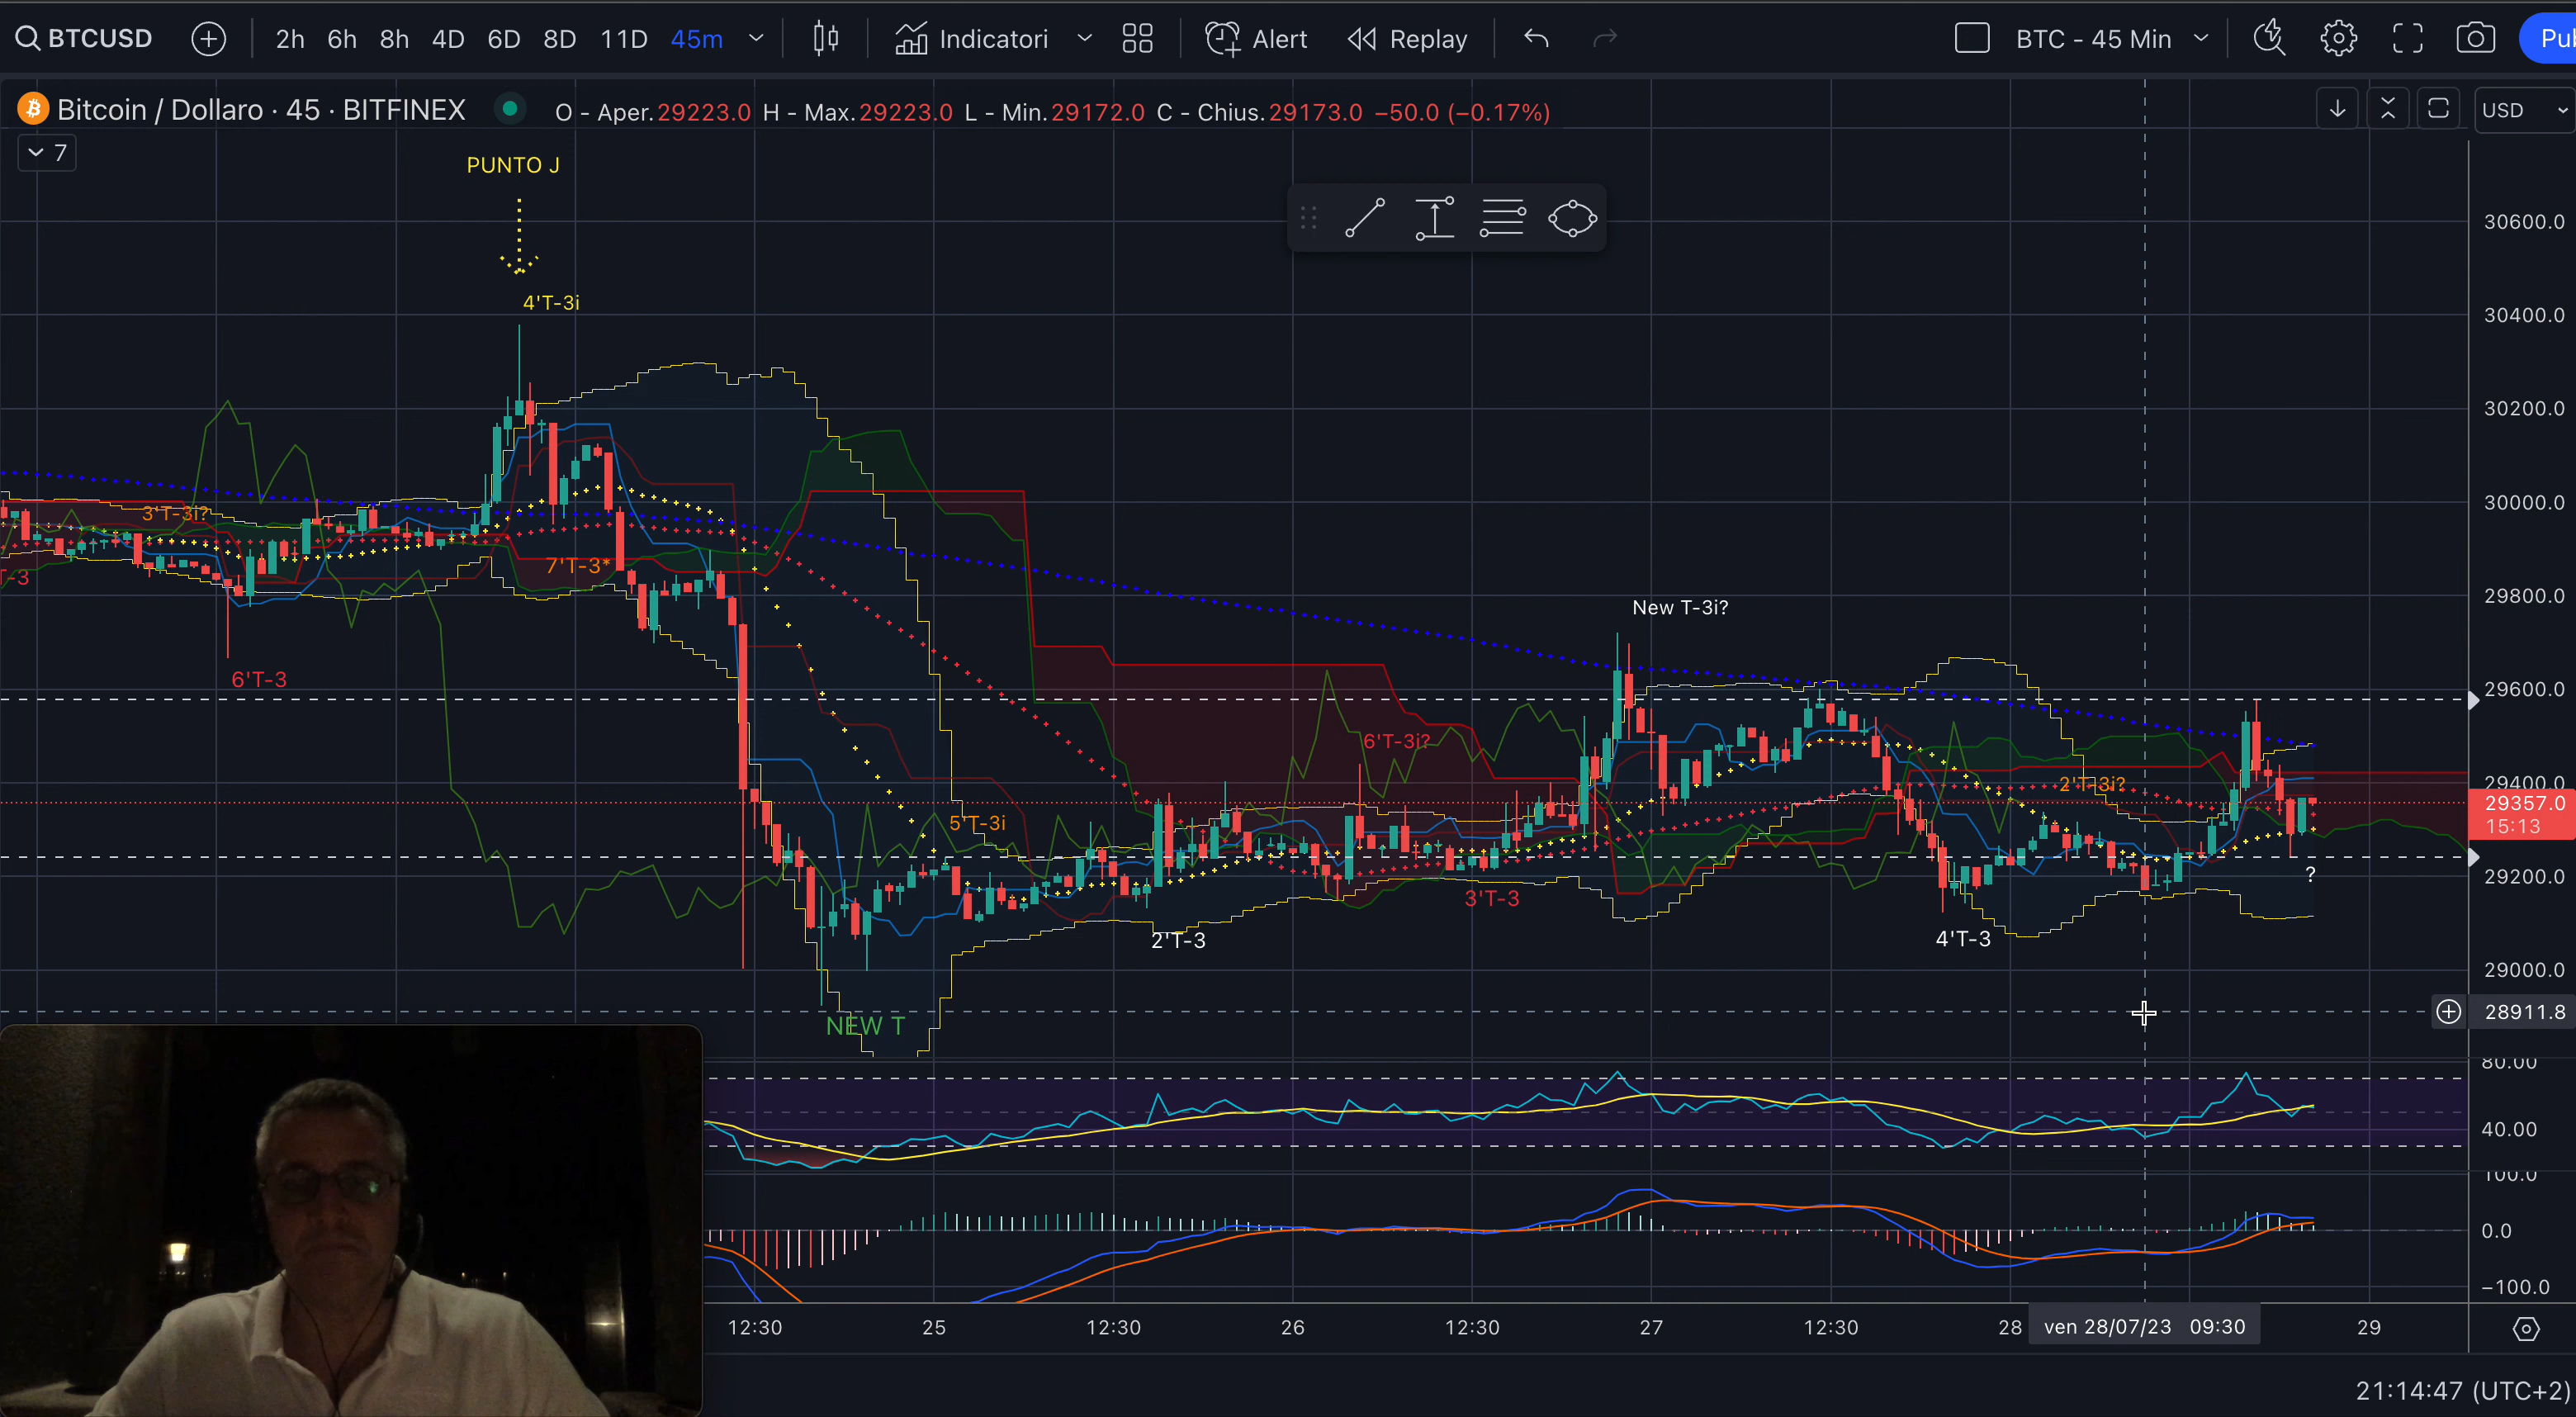 BTCUSD 2h 6h 8h 4D 6D 8D 11D 45m Indicatori Alert Replay BTC - 45 Min Pul
Bitcoin / Dollaro · 45 · BITFINEX O - Aper.29223.0 H - Max.29223.0 L - Min.29172.0 C - Chius.29173.0 −50.0 (−0.17%) USD
7
PUNTO J
30600.0
4'T-3i
30400.0
30200.0
30000.0
3'T-3i?
7'T-3*
T-3
29800.0
New T-3i?
6'T-3
29600.0
6'T-3i?
29400.0
2'T-3i?
29357.0
5'T-3i
15:13
29200.0
?
3'T-3
2'T-3
4'T-3
29000.0
28911.8
NEW T
80.00
40.00
100.0
0.0
−100.0
12:30 25 12:30 26 12:30 27 12:30 28 ven 28/07/23 09:30 29
21:14:47 (UTC+2)